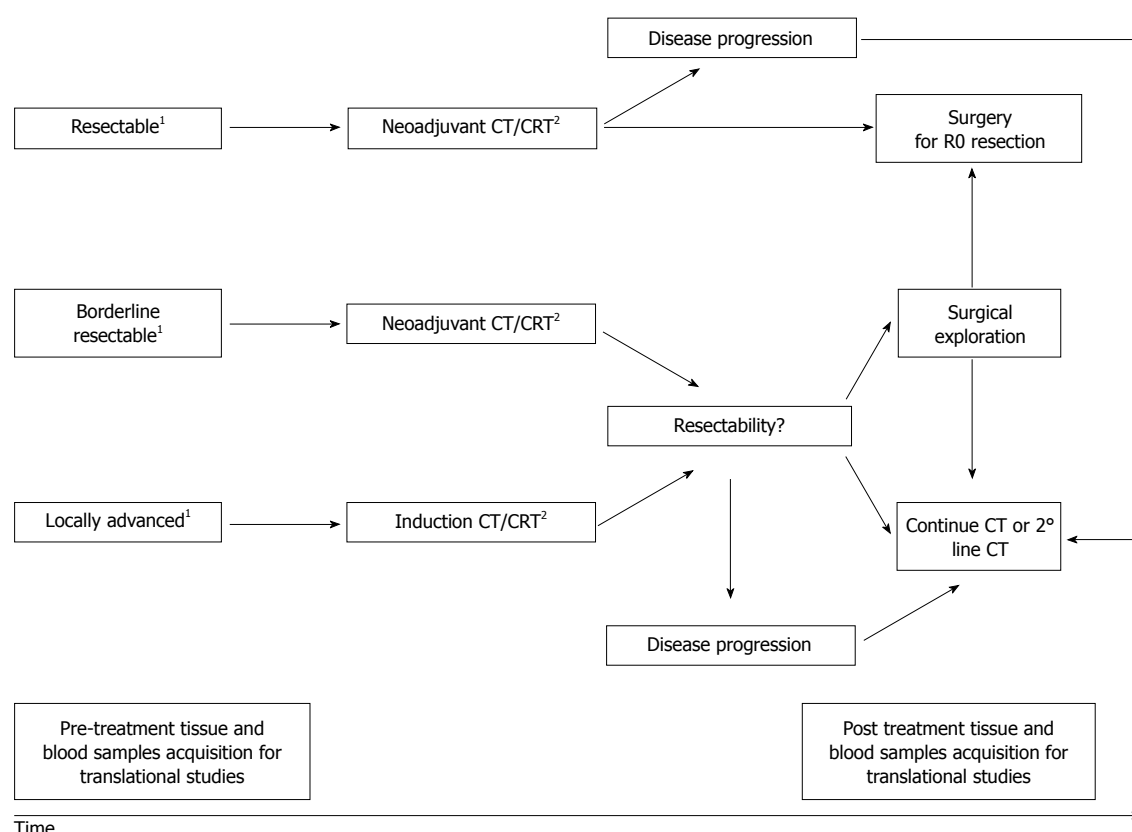 Disease progression
Resectable¹
Neoadjuvant CT/CRT²
Surgery
for R0 resection
Borderline
resectable¹
Neoadjuvant CT/CRT²
Surgical
exploration
Resectability?
Locally advanced¹
Induction CT/CRT²
Continue CT or 2°
line CT
Disease progression
Pre-treatment tissue and
blood samples acquisition for
translational studies
Post treatment tissue and
blood samples acquisition for
translational studies
Time